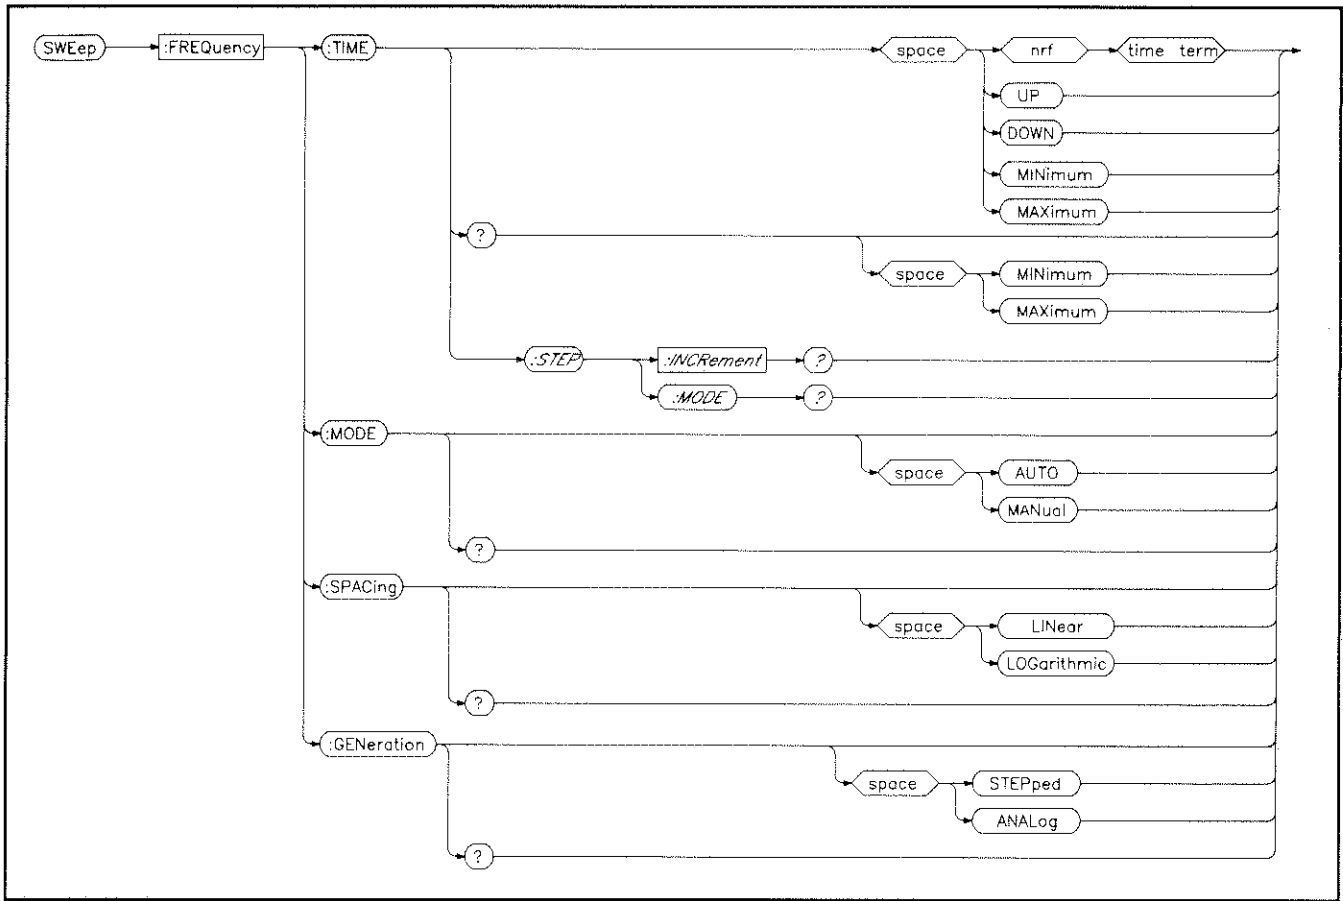 SWEep :FREQuency :TIME space nrf time term
UP
DOWN
MINimum
MAXimum
?
space MINimum
MAXimum
:STEP :INCRement ?
:MODE ?
:MODE
space AUTO
MANual
?
:SPACing
space LINear
LOGarithmic
?
:GENeration
space STEPped
ANALog
?